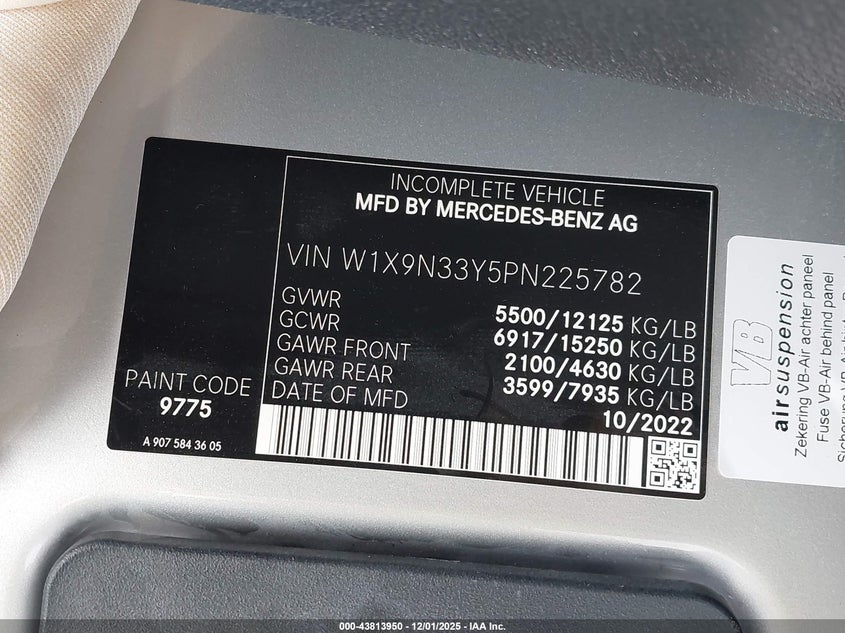 INCOMPLETE VEHICLE
MFD BY MERCEDES-BENZ AG
VIN W1X9N33Y5PN225782
GVWR 5500/12125 KG/LB
GCWR 6917/15250 KG/LB
GAWR FRONT 2100/4630 KG/LB
GAWR REAR 3599/7935 KG/LB
DATE OF MFD 10/2022
PAINT CODE
9775
A 907 584 36 05
VB
airsuspension
Zekering VB-Air achter paneel
Fuse VB-Air behind panel
000-43813950 - 12/01/2025 - IAA Inc.